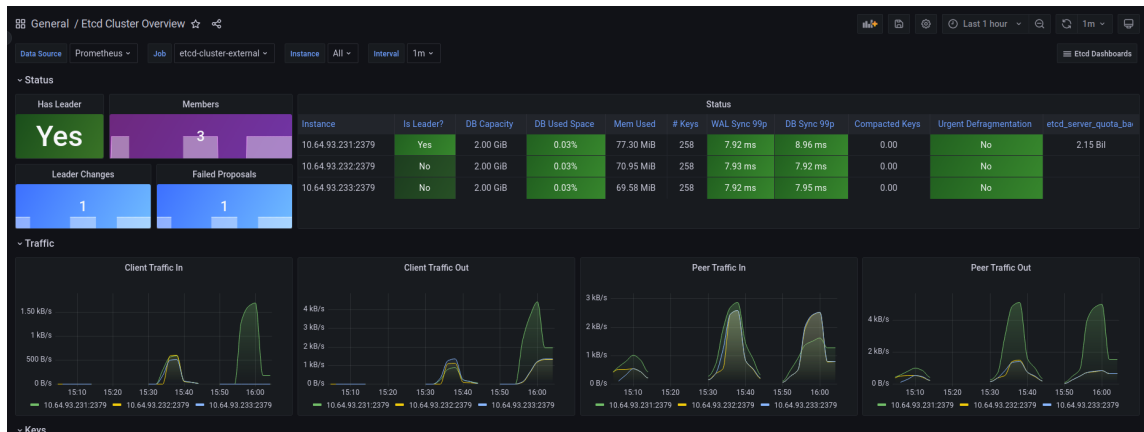 General / Etcd Cluster Overview
Last 1 hour
1m
Data Source Prometheus Job etcd-cluster-external Instance All Interval 1m
Etcd Dashboards
Status
Has Leader
Yes
Members
3
Leader Changes
1
Failed Proposals
1
Status
Instance Is Leader? DB Capacity DB Used Space Mem Used # Keys WAL Sync 99p DB Sync 99p Compacted Keys Urgent Defragmentation etcd_server_quota_ba
10.64.93.231:2379 Yes 2.00 GiB 0.03% 77.30 MiB 258 7.92 ms 8.96 ms 0.00 No 2.15 Bil
10.64.93.232:2379 No 2.00 GiB 0.03% 70.95 MiB 258 7.93 ms 7.92 ms 0.00 No
10.64.93.233:2379 No 2.00 GiB 0.03% 69.58 MiB 258 7.92 ms 7.95 ms 0.00 No
Traffic
Client Traffic In
1.50 kB/s
1 kB/s
500 B/s
0 B/s
15:10 15:20 15:30 15:40 15:50 16:00
10.64.93.231:2379 10.64.93.232:2379 10.64.93.233:2379
Client Traffic Out
4 kB/s
3 kB/s
2 kB/s
1 kB/s
0 B/s
15:10 15:20 15:30 15:40 15:50 16:00
10.64.93.231:2379 10.64.93.232:2379 10.64.93.233:2379
Peer Traffic In
3 kB/s
2 kB/s
1 kB/s
0 B/s
15:10 15:20 15:30 15:40 15:50 16:00
10.64.93.231:2379 10.64.93.232:2379 10.64.93.233:2379
Peer Traffic Out
4 kB/s
2 kB/s
0 B/s
15:10 15:20 15:30 15:40 15:50 16:00
10.64.93.231:2379 10.64.93.232:2379 10.64.93.233:2379
Keys